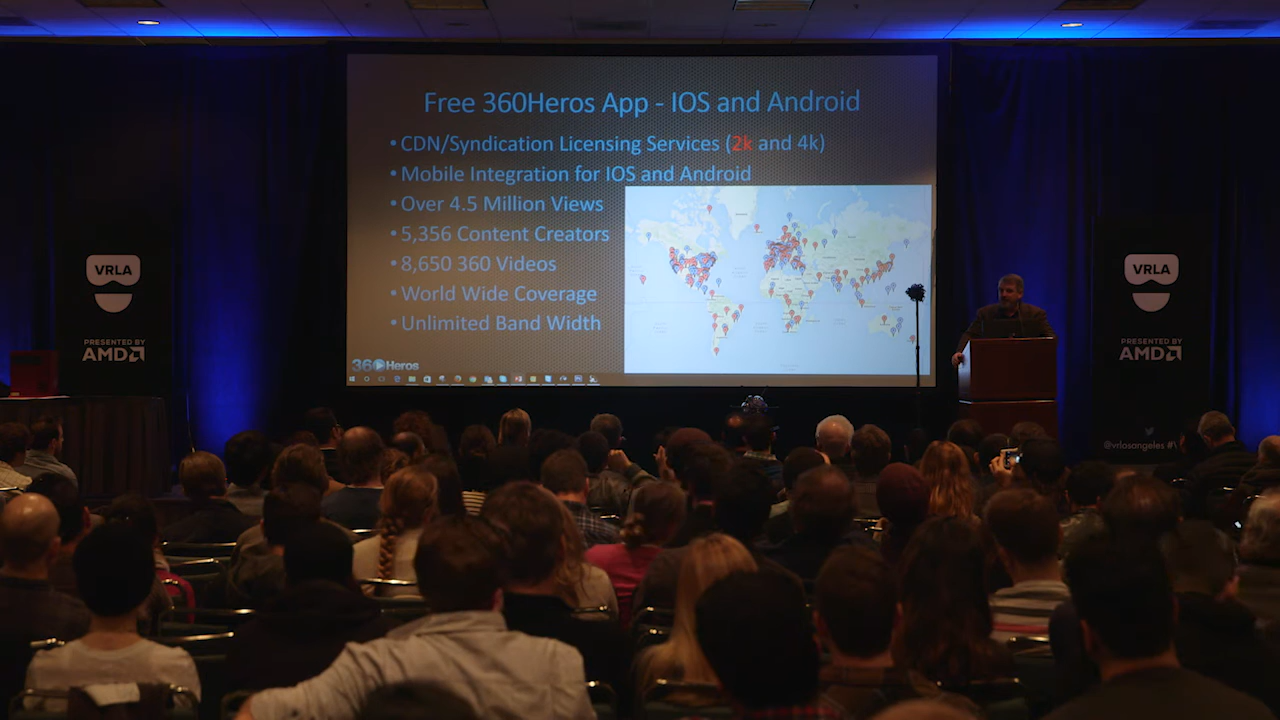 Free 360Heros App - IOS and Android
• CDN/Syndication Licensing Services (2k and 4k)
• Mobile Integration for IOS and Android
• Over 4.5 Million Views
• 5,356 Content Creators
• 8,650 360 Videos
• World Wide Coverage
• Unlimited Band Width
360Heros
VRLA
PRESENTED BY
AMD
VRLA
PRESENTED BY
AMD
@vrlosangeles